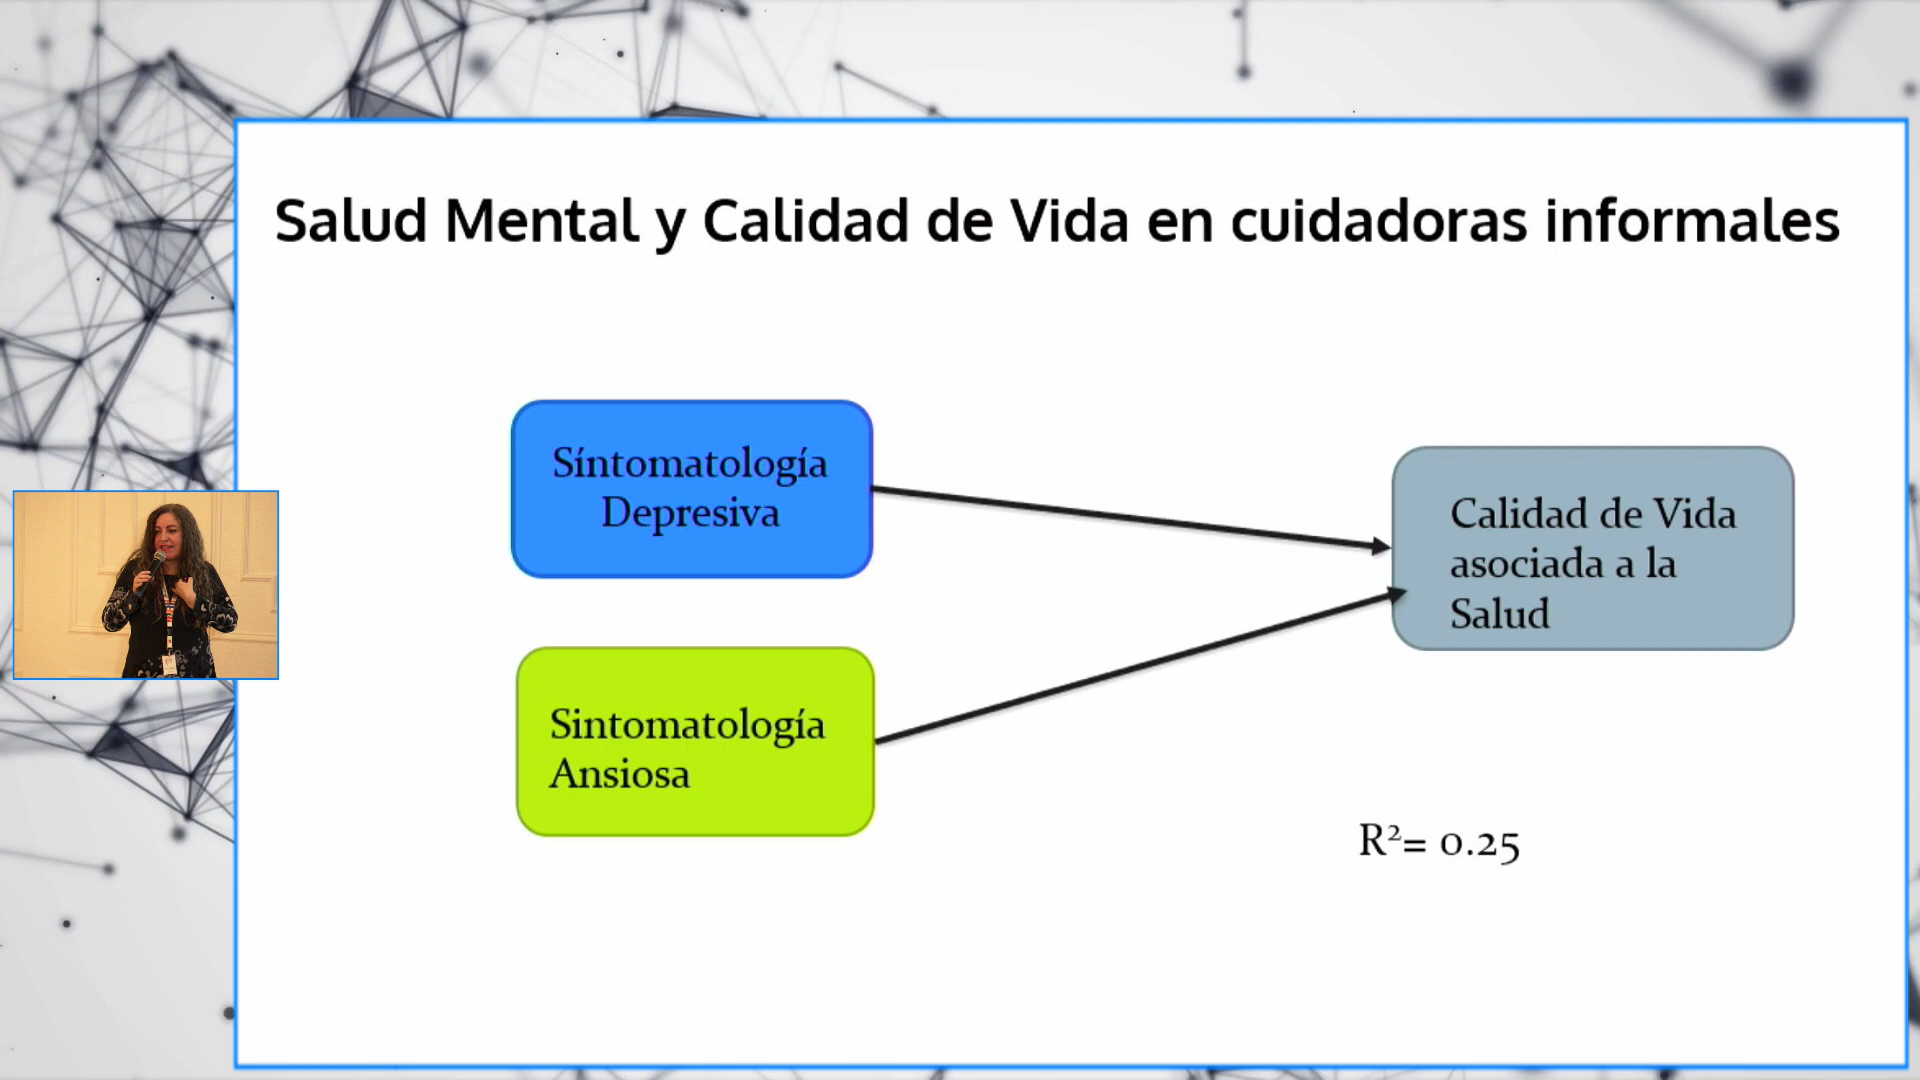 Salud Mental y Calidad de Vida en cuidadoras informales
Síntomatología
Depresiva
Calidad de Vida
asociada a la
Salud
Sintomatología
Ansiosa
R²= 0.25